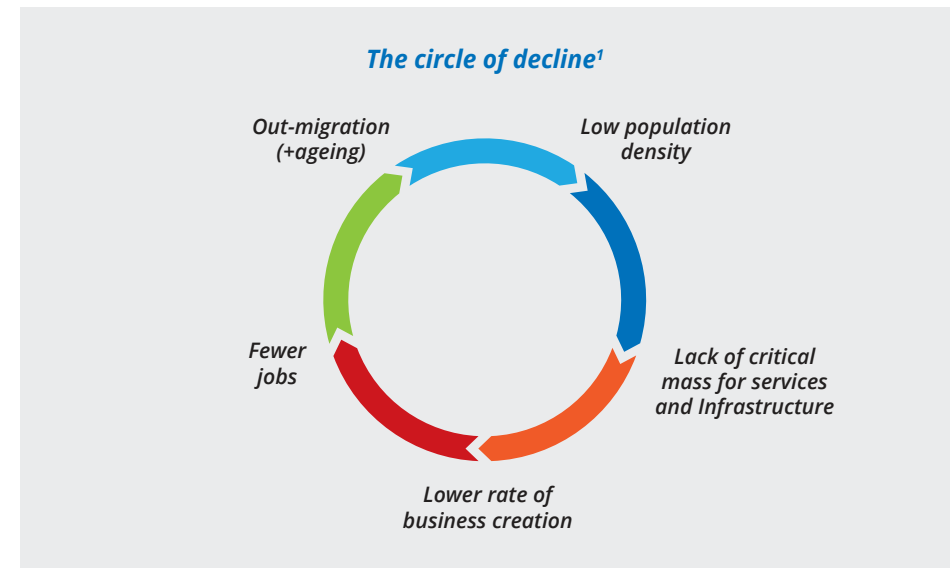 The circle of decline¹
Out-migration
(+ageing)
Low population
density
Fewer
jobs
Lack of critical
mass for services
and Infrastructure
Lower rate of
business creation